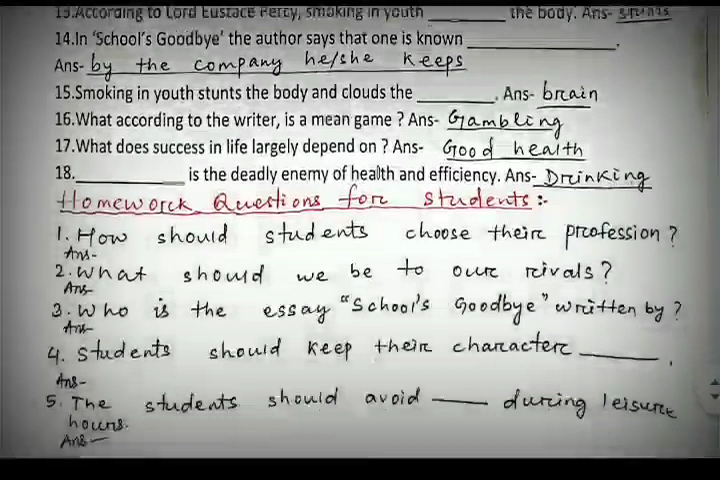 13.According to Lord Eustace Percy, smoking in youth __________ the body. Ans- stunts
14.In 'School's Goodbye' the author says that one is known ____________________.
Ans- by the company he/she keeps
15.Smoking in youth stunts the body and clouds the __________. Ans- brain
16.What according to the writer, is a mean game ? Ans- Gambling
17.What does success in life largely depend on ? Ans- Good health
18.______________ is the deadly enemy of health and efficiency. Ans- Drinking
Homework Questions for students :-
1. How should students choose their profession ?
Ans-
2. What should we be to our rivals ?
Ans-
3. Who is the essay "School's Goodbye" written by ?
Ans-
4. Students should keep their character ______.
Ans-
5. The students should avoid ____ during leisure
hours.
Ans-